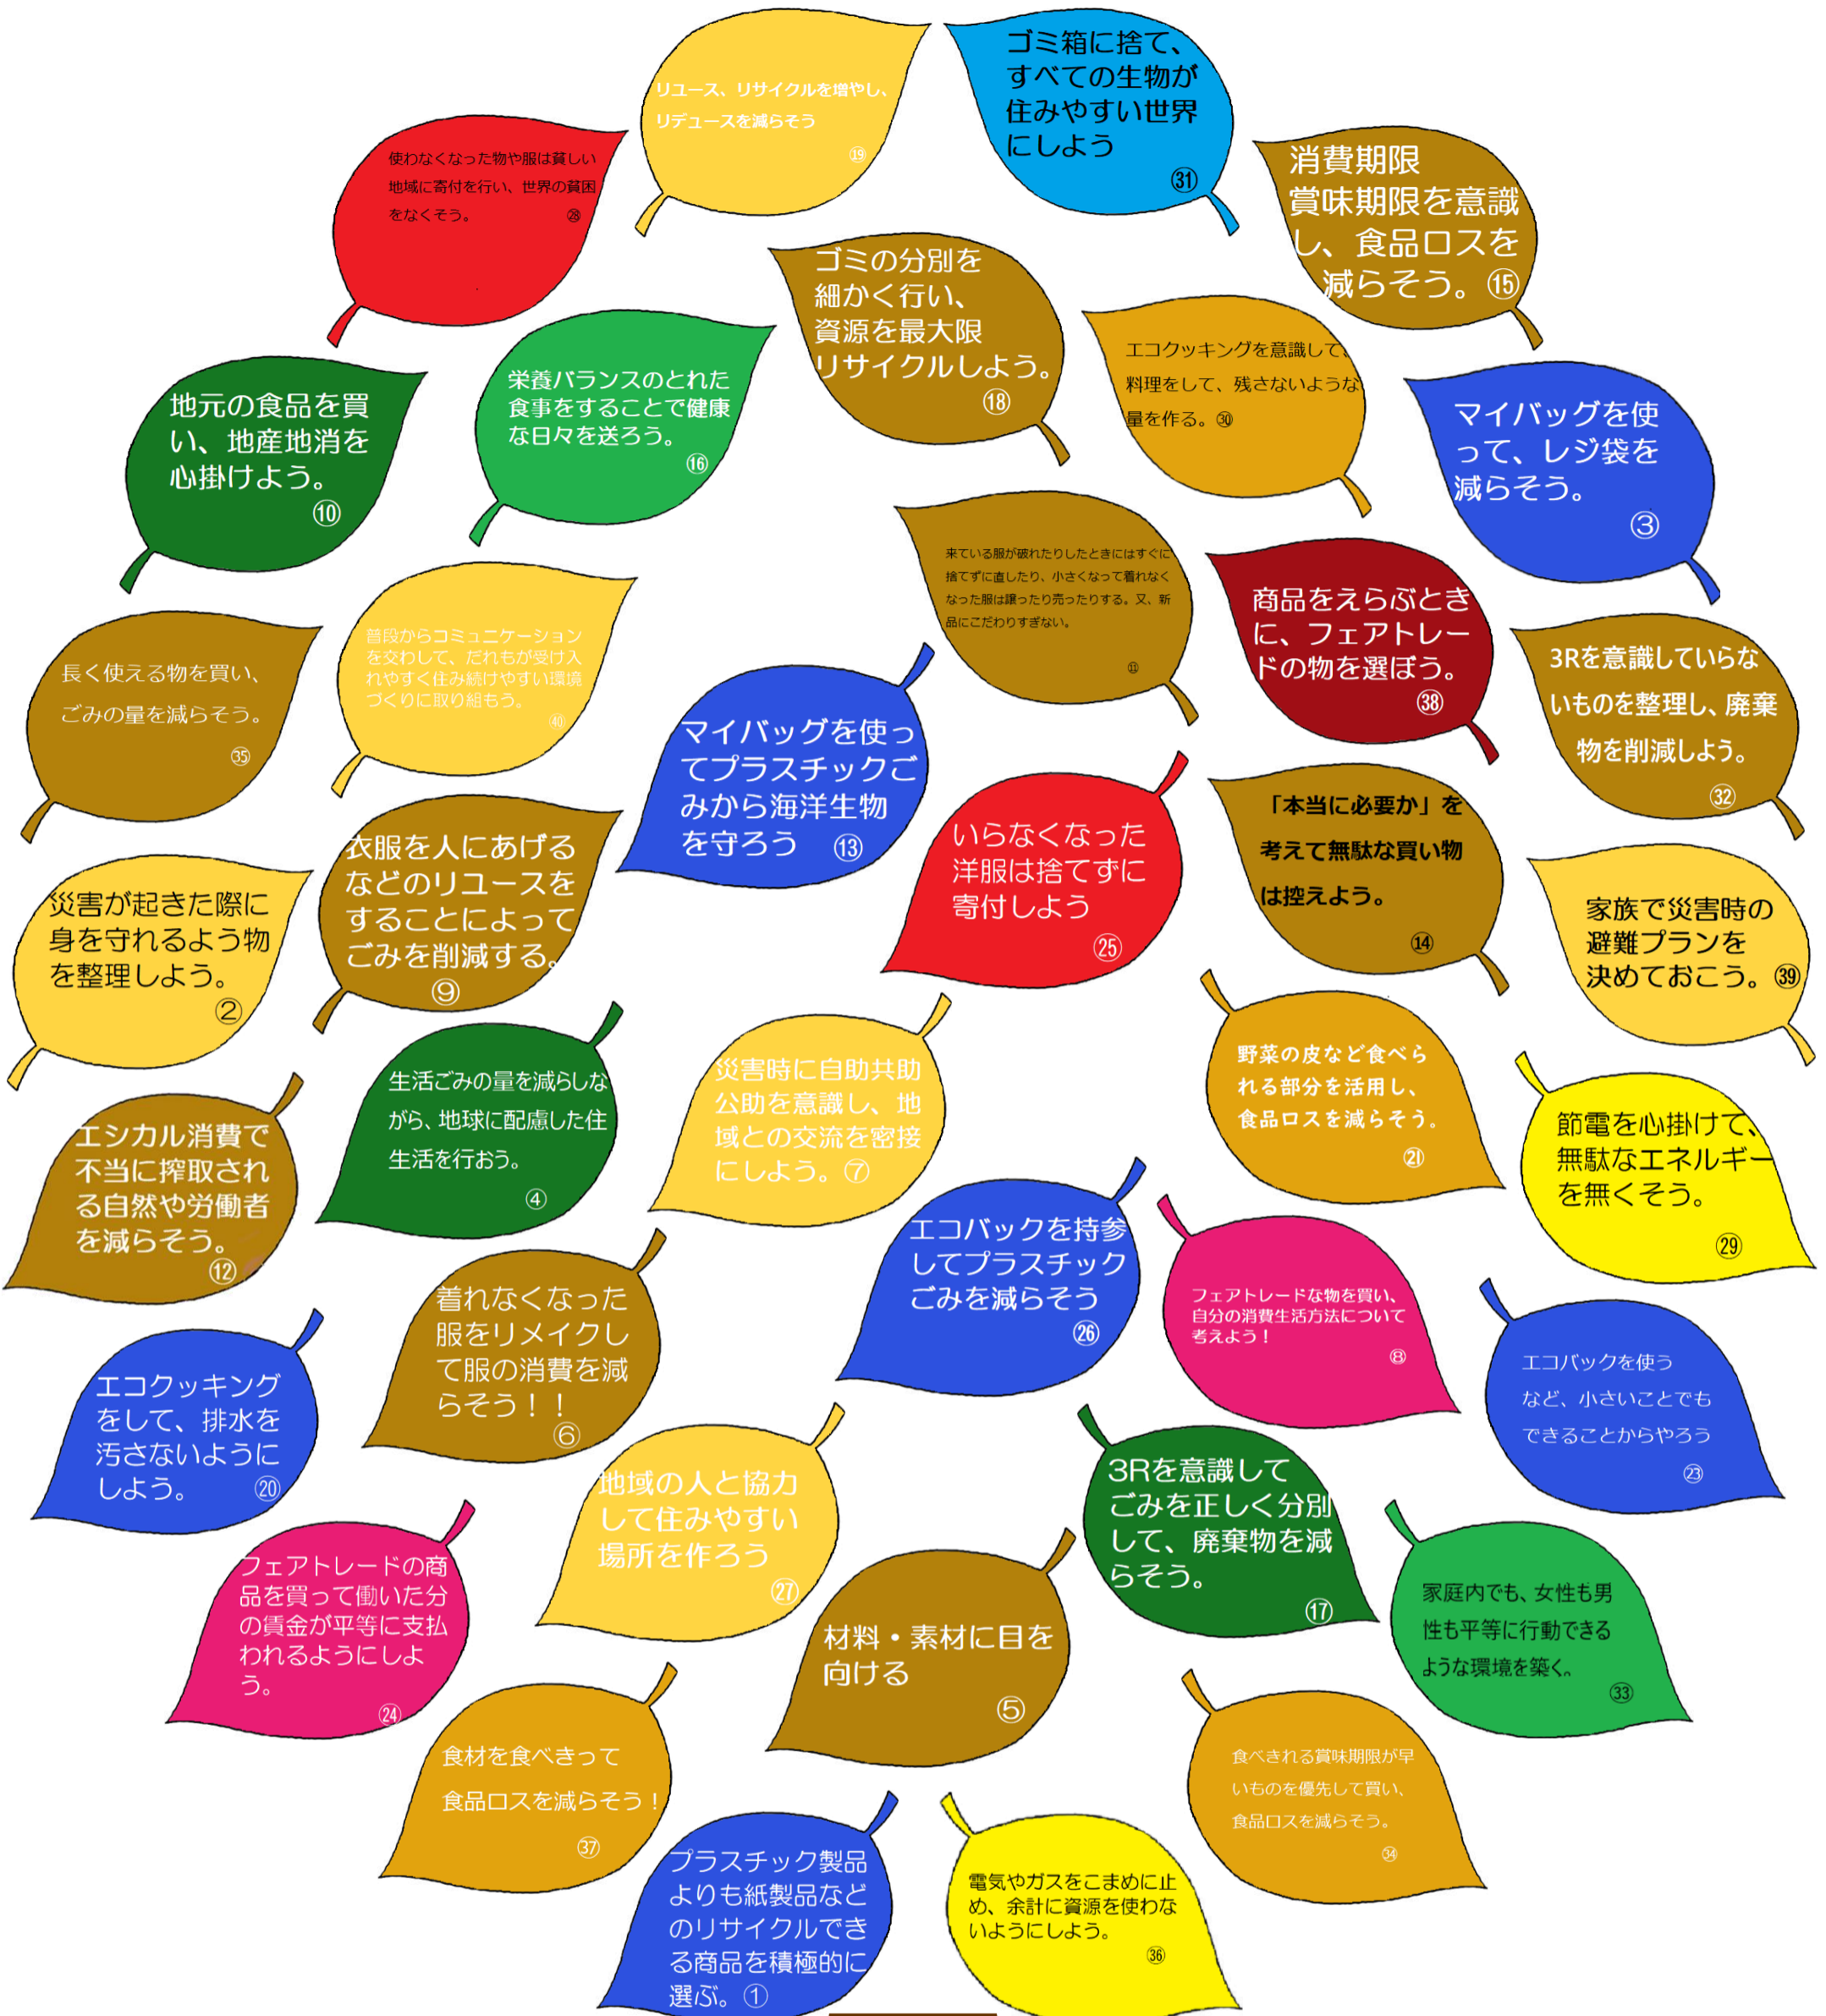 リユース、リサイクルを増やし、
リデュースを減らそう
⑲
ゴミ箱に捨て、
すべての生物が
住みやすい世界
にしよう
㉛
使わなくなった物や服は貧しい
地域に寄付を行い、世界の貧困
をなくそう。 ㉘
消費期限
賞味期限を意識
し、食品ロスを
減らそう。⑮
ゴミの分別を
細かく行い、
資源を最大限
リサイクルしよう。
⑱
エコクッキングを意識して、
料理をして、残さないような
量を作る。㉚
地元の食品を買
い、地産地消を
心掛けよう。
⑩
栄養バランスのとれた
食事をすることで健康
な日々を送ろう。
⑯
マイバッグを使
って、レジ袋を
減らそう。
③
来ている服が破れたりしたときにはすぐに
捨てずに直したり、小さくなって着れなく
なった服は譲ったり売ったりする。又、新
品にこだわりすぎない。
⑪
商品をえらぶとき
に、フェアトレー
ドの物を選ぼう。
㊳
長く使える物を買い、
ごみの量を減らそう。
㉟
普段からコミュニケーション
を交わして、だれもが受け入
れやすく住み続けやすい環境
づくりに取り組もう。
㊵
マイバッグを使っ
てプラスチックご
みから海洋生物
を守ろう ⑬
3Rを意識していらな
いものを整理し、廃棄
物を削減しよう。
㉜
いらなくなった
洋服は捨てずに
寄付しよう
㉕
「本当に必要か」を
考えて無駄な買い物
は控えよう。
⑭
災害が起きた際に
身を守れるよう物
を整理しよう。
②
衣服を人にあげる
などのリユースを
することによって
ごみを削減する。
⑨
家族で災害時の
避難プランを
決めておこう。㊴
エシカル消費で
不当に搾取され
る自然や労働者
を減らそう。
⑫
生活ごみの量を減らしな
がら、地球に配慮した住
生活を行おう。
④
災害時に自助共助
公助を意識し、地
域との交流を密接
にしよう。⑦
野菜の皮など食べら
れる部分を活用し、
食品ロスを減らそう。
㉑
節電を心掛けて、
無駄なエネルギー
を無くそう。
㉙
エコバックを持参
してプラスチック
ごみを減らそう
㉖
フェアトレードな物を買い、
自分の消費生活方法について
考えよう！
⑧
着れなくなった
服をリメイクし
て服の消費を減
らそう！！
⑥
エコクッキング
をして、排水を
汚さないように
しよう。 ⑳
エコバックを使う
など、小さいことでも
できることからやろう
㉓
地域の人と協力
して住みやすい
場所を作ろう
㉗
3Rを意識して
ごみを正しく分別
して、廃棄物を減
らそう。
⑰
フェアトレードの商
品を買って働いた分
の賃金が平等に支払
われるようにしよ
う。
㉔
材料・素材に目を
向ける
⑤
家庭内でも、女性も男
性も平等に行動できる
ような環境を築く。
㉝
食材を食べきって
食品ロスを減らそう！
㊲
食べきれる賞味期限が早
いものを優先して買い、
食品ロスを減らそう。
㉞
プラスチック製品
よりも紙製品など
のリサイクルでき
る商品を積極的に
選ぶ。①
電気やガスをこまめに止
め、余計に資源を使わな
いようにしよう。
㊱